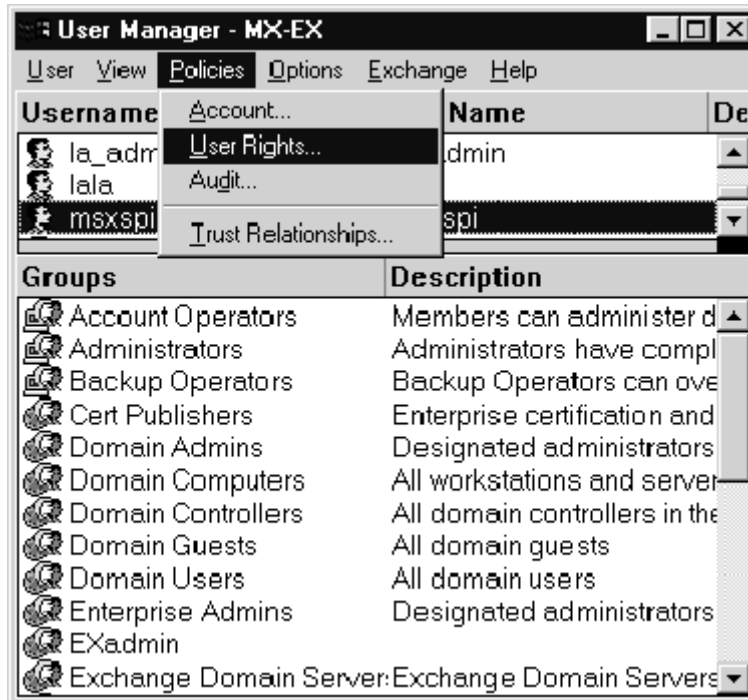 User Manager - MX-EX
User View Policies Options Exchange Help
Username Name De
Account...
User Rights...
Audit...
Trust Relationships...
la_adm dmin
lala
msxspi spi
Groups Description
Account Operators Members can administer d
Administrators Administrators have compl
Backup Operators Backup Operators can ove
Cert Publishers Enterprise certification and
Domain Admins Designated administrators
Domain Computers All workstations and server
Domain Controllers All domain controllers in the
Domain Guests All domain guests
Domain Users All domain users
Enterprise Admins Designated administrators
EXadmin
Exchange Domain Server: Exchange Domain Servers